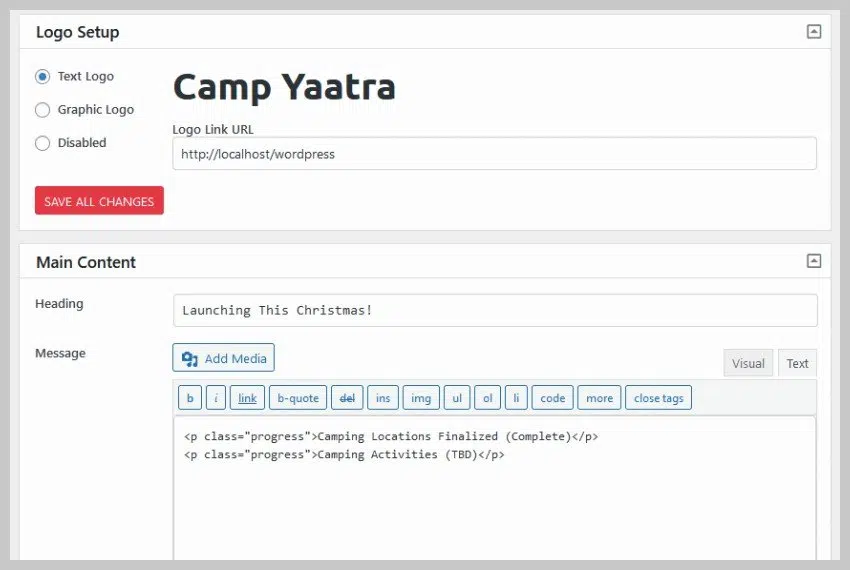 Logo Setup
Text Logo
Graphic Logo
Disabled
Camp Yaatra
Logo Link URL
http://localhost/wordpress
SAVE ALL CHANGES
Main Content
Heading
Launching This Christmas!
Message
Add Media
Visual Text
b i link b-quote del ins img ul ol li code more close tags
<p class="progress">Camping Locations Finalized (Complete)</p>
<p class="progress">Camping Activities (TBD)</p>